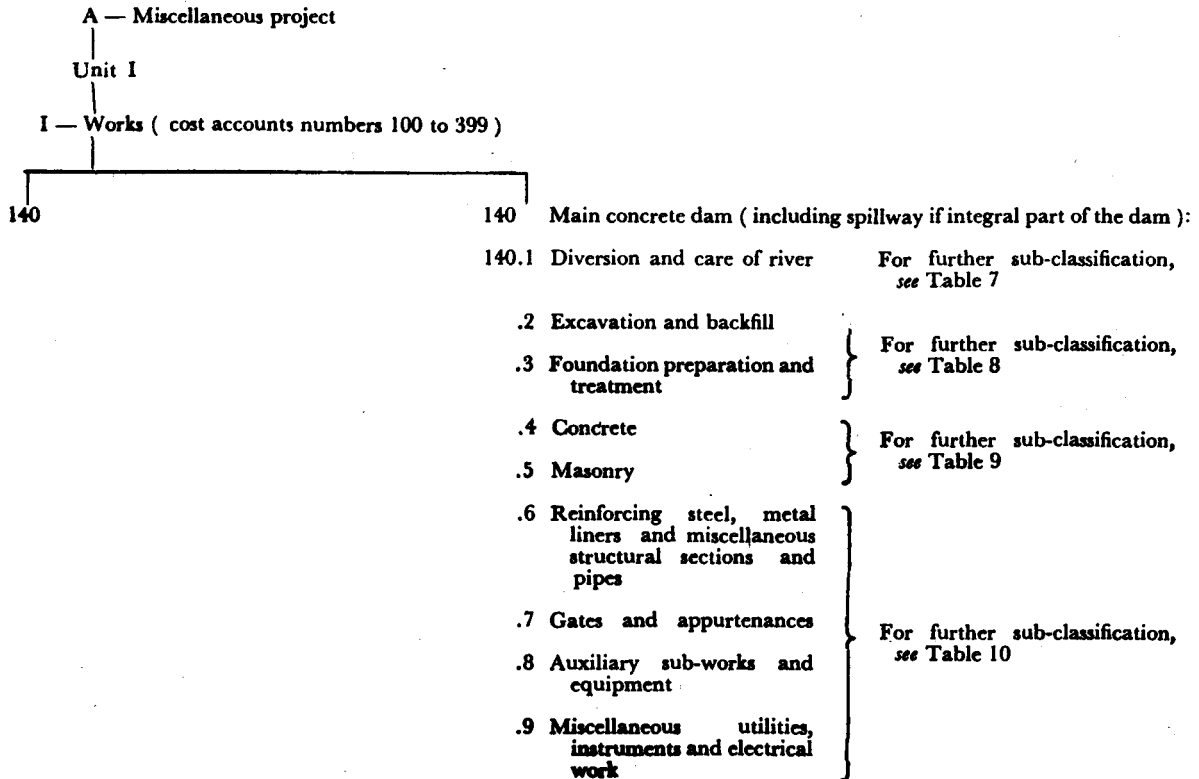 A — Miscellaneous project
Unit I
I — Works ( cost accounts numbers 100 to 399 )
140
140 Main concrete dam ( including spillway if integral part of the dam ):
140.1 Diversion and care of river
For further sub-classification,
see Table 7
.2 Excavation and backfill
.3 Foundation preparation and
treatment
For further sub-classification,
see Table 8
.4 Concrete
.5 Masonry
For further sub-classification,
see Table 9
.6 Reinforcing steel, metal
liners and miscellaneous
structural sections and
pipes
.7 Gates and appurtenances
.8 Auxiliary sub-works and
equipment
.9 Miscellaneous utilities,
instruments and electrical
work
For further sub-classification,
see Table 10